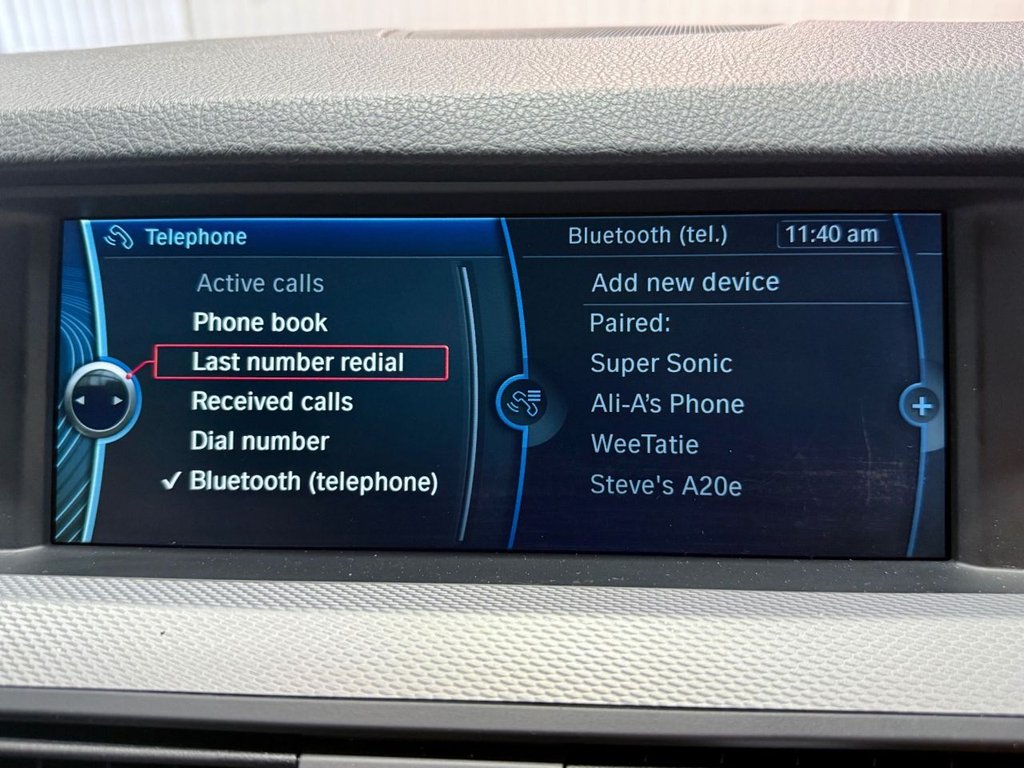 Telephone
Active calls
Phone book
Last number redial
Received calls
Dial number
✓ Bluetooth (telephone)
Bluetooth (tel.)
11:40 am
Add new device
Paired:
Super Sonic
Ali-A's Phone
WeeTatie
Steve's A20e